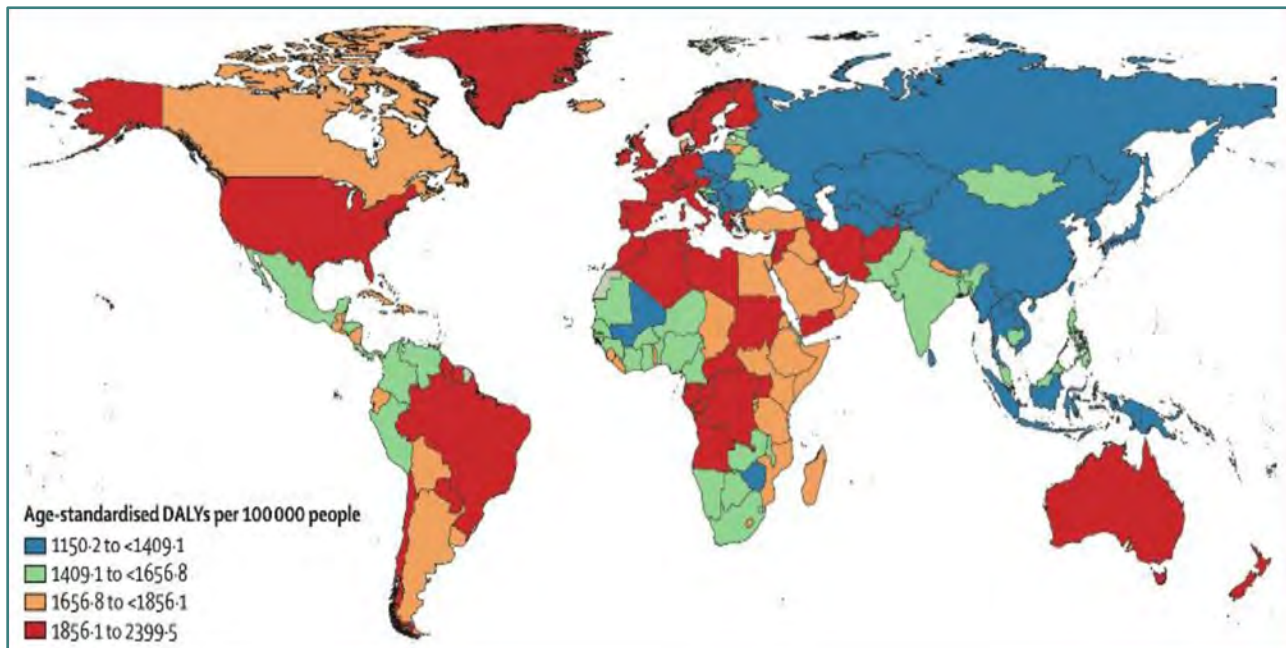 Age-standardised DALYs per 100 000 people
1150·2 to <1409·1
1409·1 to <1656·8
1656·8 to <1856·1
1856·1 to 2399·5